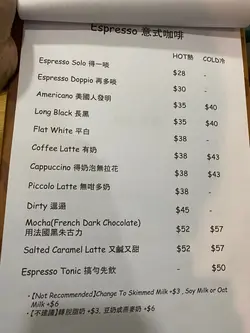 Espresso 意式咖啡
HOT熱 COLD冷
Espresso Solo 得一啖 $28
Espresso Doppio 再多啖 $30 -
Americano 美國人發明 $35 $40
Long Black 長黑 $35 $40
Flat White 平白 $38 -
Coffee Latte 有奶 $38 $43
Cappuccino 得奶泡無拉花 $38 $43
Piccolo Latte 無咁多奶 $38 -
Dirty 溫溫 $45 -
Mocha(French Dark Chocolate) $52 $57
用法國黑朱古力
Salted Caramel Latte 又鹹又甜 $52 $57
Espresso Tonic 搞勻先飲 - $50
·【Not Recommended】Change To Skimmed Milk +$3 , Soy Milk or Oat
Milk +$6
·【不建議】轉脫脂奶 +$3, 豆奶或燕麥奶 +$6